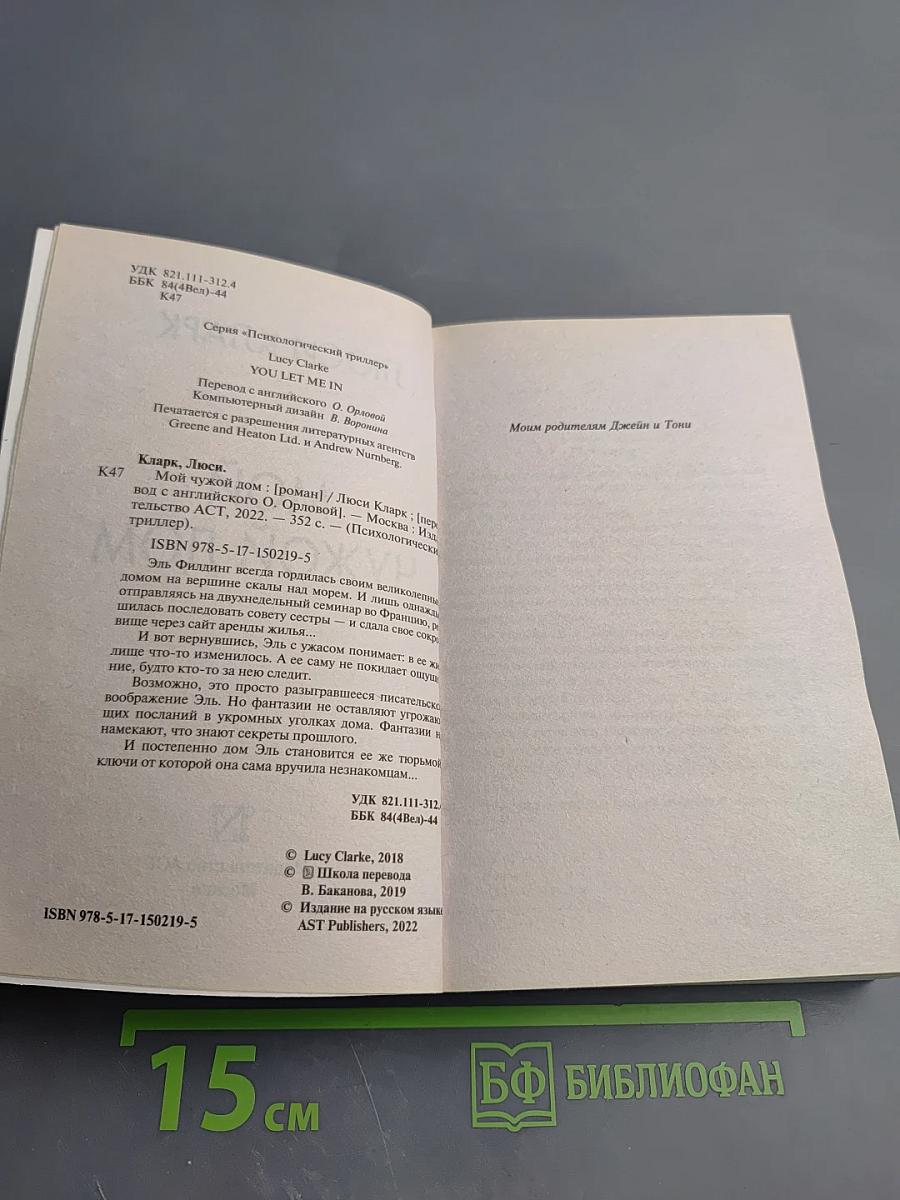 УДК 821.111-312.4
ББК 84(4Вел)-44
К47
Серия «Психологический триллер»
Lucy Clarke
YOU LET ME IN
Перевод с английского О. Орловой
Компьютерный дизайн В. Воронина
Печатается с разрешения литературных агентств
Greene and Heaton Ltd. и Andrew Nurnberg.
Кларк, Люси.
К47 Мой чужой дом : [роман] / Люси Кларк ; [пере
вод с английского О. Орловой]. — Москва : Изда
тельство АСТ, 2022. — 352 с. — (Психологически
триллер).
ISBN 978-5-17-150219-5
Эль Филдинг всегда гордилась своим великолепны
домом на вершине скалы над морем. И лишь однажды
отправляясь на двухнедельный семинар во Францию, ре
шилась последовать совету сестры — и сдала свое сокро
вище через сайт аренды жилья...
И вот вернувшись, Эль с ужасом понимает: в ее жи
лище что-то изменилось. А ее саму не покидает ощуще
ние, будто кто-то за нею следит.
Возможно, это просто разыгравшееся писательско
воображение Эль. Но фантазии не оставляют угрожаю
щих посланий в укромных уголках дома. Фантазии н
намекают, что знают секреты прошлого.
И постепенно дом Эль становится ее же тюрьмой
ключи от которой она сама вручила незнакомцам...
УДК 821.111-312.
ББК 84(4Вел)-44
© Lucy Clarke, 2018
© Школа перевода
В. Баканова, 2019
© Издание на русском языке
AST Publishers, 2022
ISBN 978-5-17-150219-5
Моим родителям Джейн и Тони
15 см
БФ БИБЛИОФАН